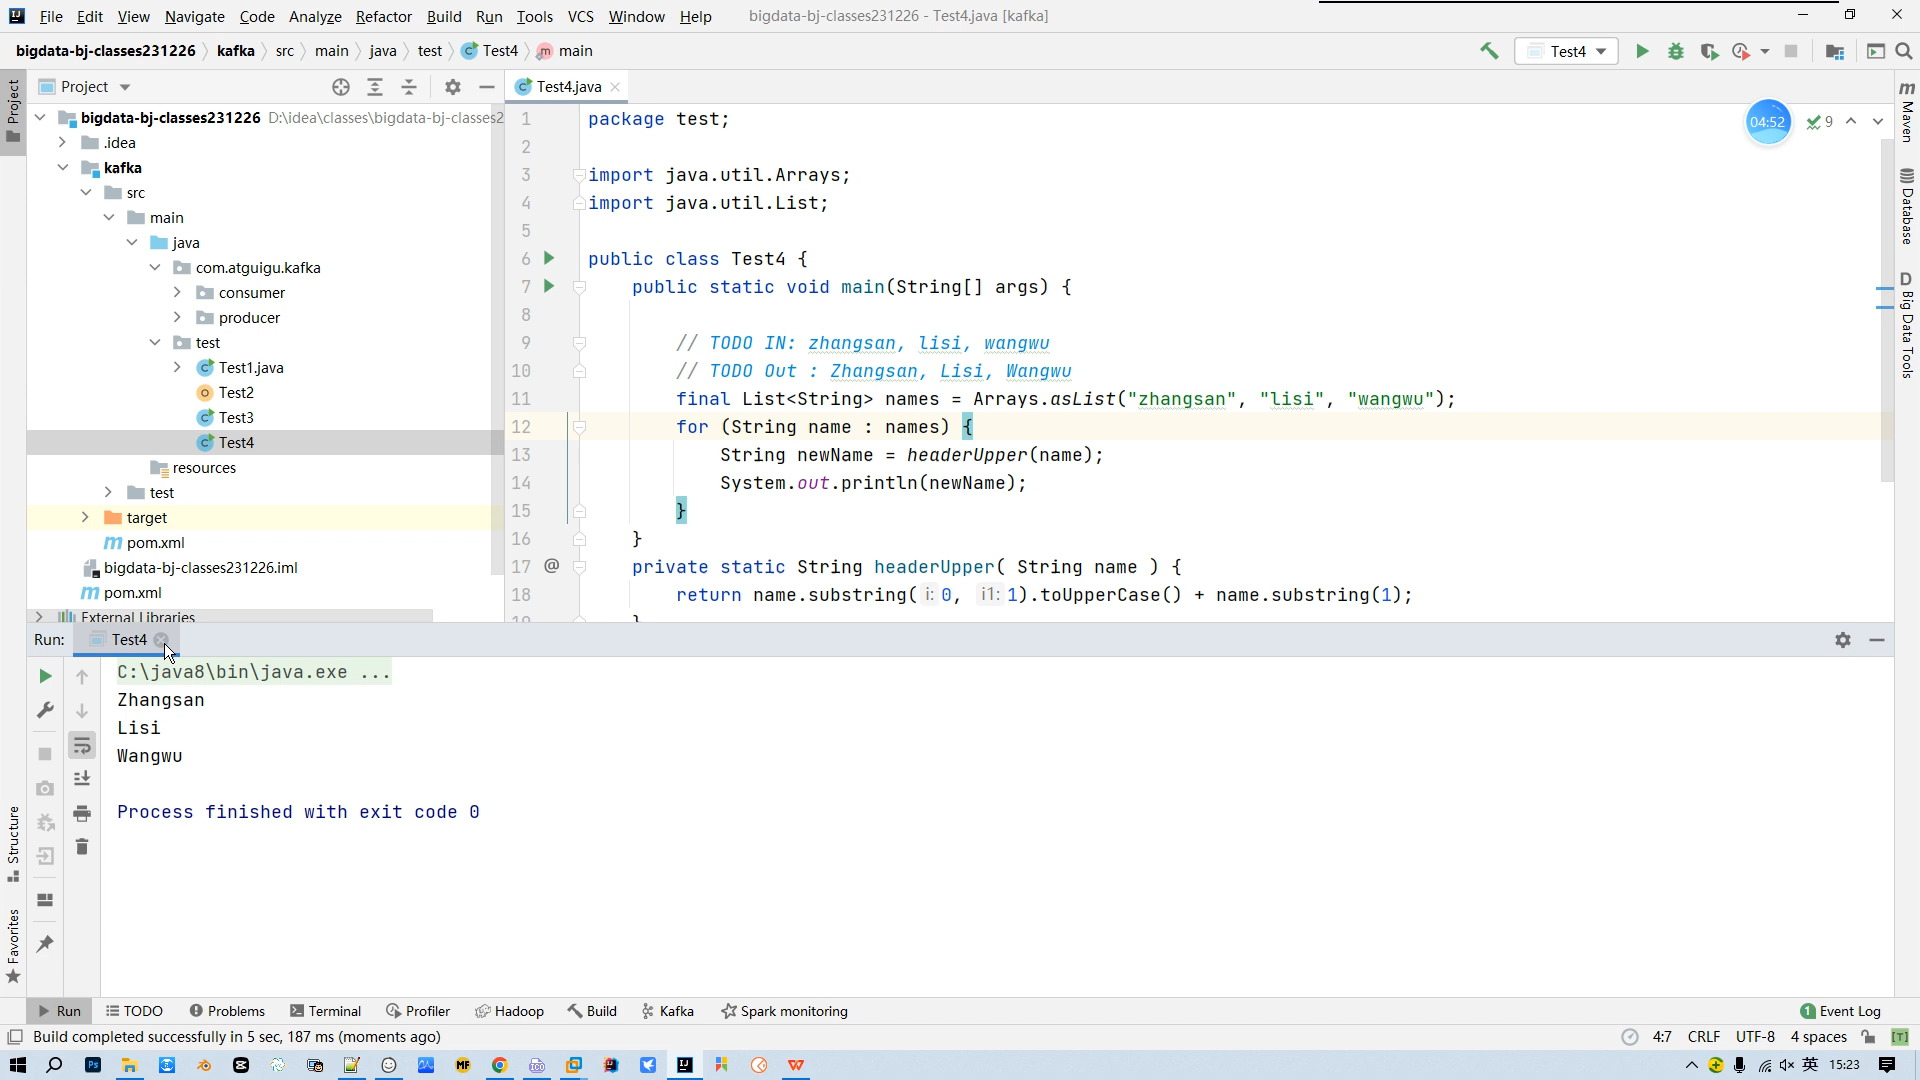 File Edit View Navigate Code Analyze Refactor Build Run Tools VCS Window Help bigdata-bj-classes231226 - Test4.java [kafka]
bigdata-bj-classes231226 kafka src main java test Test4 main Test4
Project
Project
Test4.java
bigdata-bj-classes231226 D:\idea\classes\bigdata-bj-classes2
.idea
kafka
src
main
java
com.atguigu.kafka
consumer
producer
test
Test1.java
Test2
Test3
Test4
resources
test
target
pom.xml
bigdata-bj-classes231226.iml
pom.xml
External Libraries
04:52
9
1 package test;
2
3 import java.util.Arrays;
4 import java.util.List;
5
6 public class Test4 {
7 public static void main(String[] args) {
8
9 // TODO IN: zhangsan, lisi, wangwu
10 // TODO Out : Zhangsan, Lisi, Wangwu
11 final List<String> names = Arrays.asList("zhangsan", "lisi", "wangwu");
12 for (String name : names) {
13 String newName = headerUpper(name);
14 System.out.println(newName);
15 }
16 }
17 @ private static String headerUpper( String name ) {
18 return name.substring( i: 0, i1: 1).toUpperCase() + name.substring(1);
19 }
Maven
Database
Big Data Tools
Run: Test4
C:\java8\bin\java.exe ...
Zhangsan
Lisi
Wangwu
Process finished with exit code 0
Structure
Favorites
Run TODO Problems Terminal Profiler Hadoop Build Kafka Spark monitoring 1 Event Log
Build completed successfully in 5 sec, 187 ms (moments ago) 4:7 CRLF UTF-8 4 spaces [T]
Ps MF 英 15:23